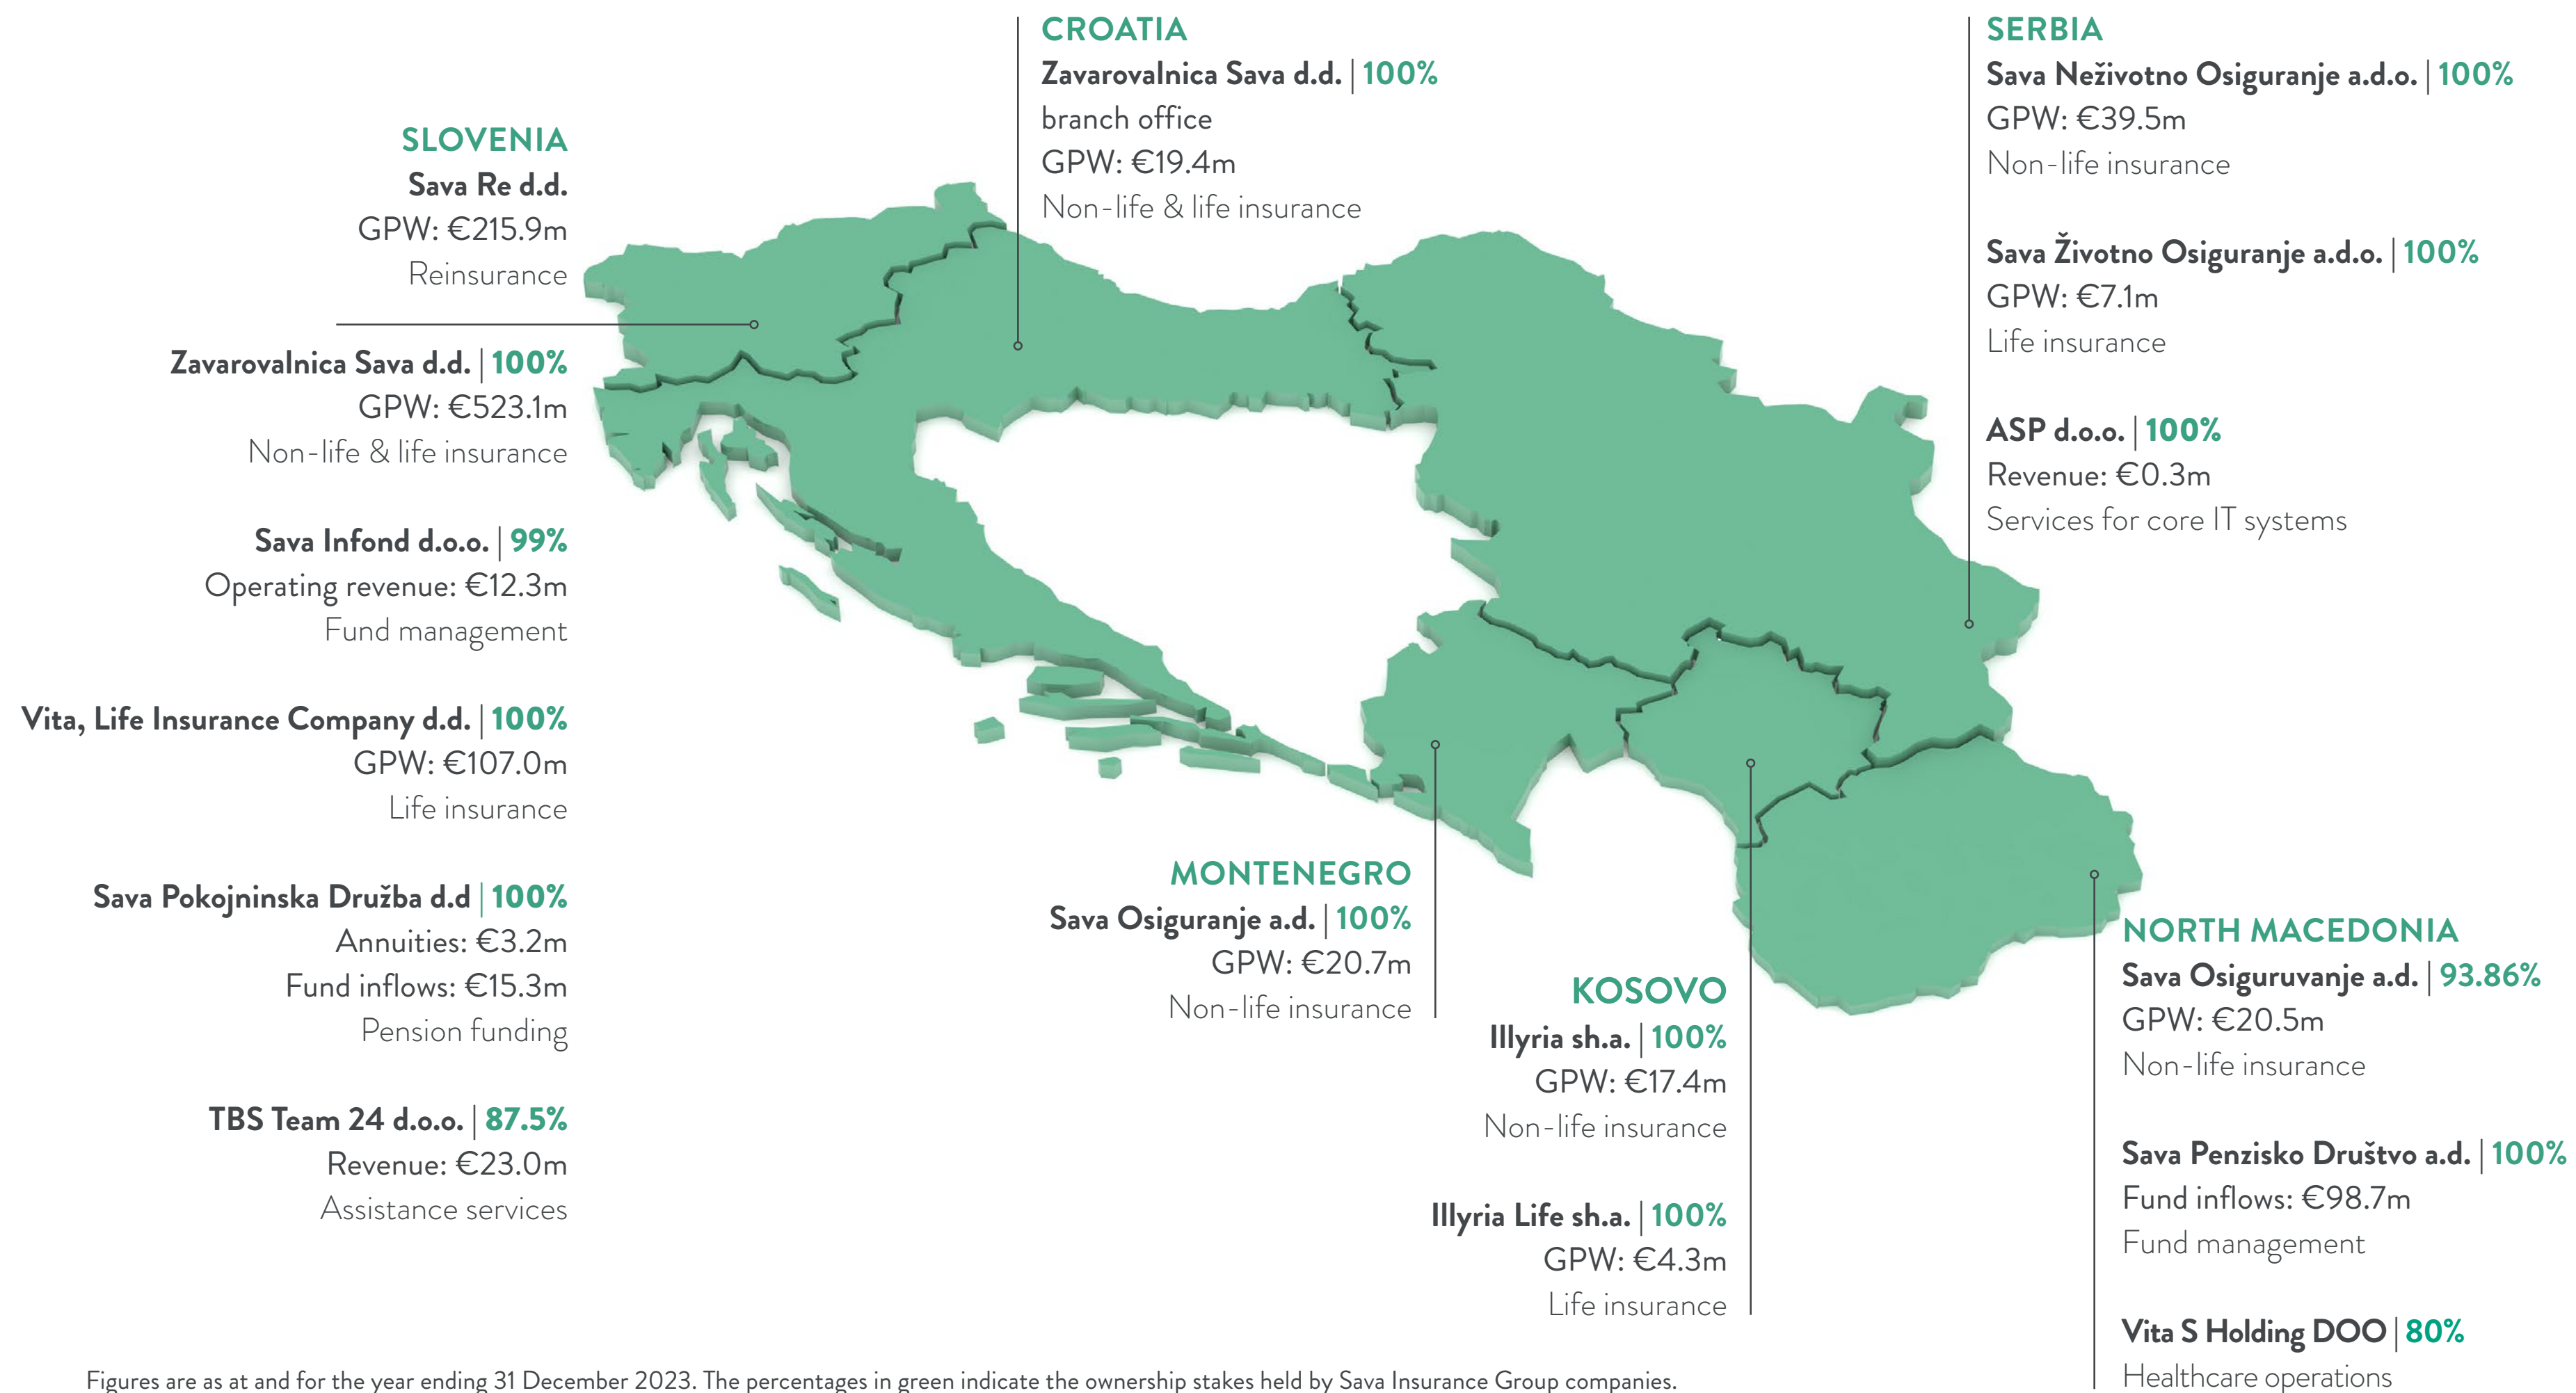 SLOVENIA
Sava Re d.d.
GPW: €215.9m
Reinsurance
Zavarovalnica Sava d.d. | 100%
GPW: €523.1m
Non-life & life insurance
Sava Infond d.o.o. | 99%
Operating revenue: €12.3m
Fund management
Vita, Life Insurance Company d.d. | 100%
GPW: €107.0m
Life insurance
Sava Pokojninska Družba d.d | 100%
Annuities: €3.2m
Fund inflows: €15.3m
Pension funding
TBS Team 24 d.o.o. | 87.5%
Revenue: €23.0m
Assistance services
CROATIA
Zavarovalnica Sava d.d. | 100%
branch office
GPW: €19.4m
Non-life & life insurance
SERBIA
Sava Neživotno Osiguranje a.d.o. | 100%
GPW: €39.5m
Non-life insurance
Sava Životno Osiguranje a.d.o. | 100%
GPW: €7.1m
Life insurance
ASP d.o.o. | 100%
Revenue: €0.3m
Services for core IT systems
MONTENEGRO
Sava Osiguranje a.d. | 100%
GPW: €20.7m
Non-life insurance
KOSOVO
Illyria sh.a. | 100%
GPW: €17.4m
Non-life insurance
Illyria Life sh.a. | 100%
GPW: €4.3m
Life insurance
NORTH MACEDONIA
Sava Osiguruvanje a.d. | 93.86%
GPW: €20.5m
Non-life insurance
Sava Penzisko Društvo a.d. | 100%
Fund inflows: €98.7m
Fund management
Vita S Holding DOO | 80%
Healthcare operations
Figures are as at and for the year ending 31 December 2023. The percentages in green indicate the ownership stakes held by Sava Insurance Group companies.